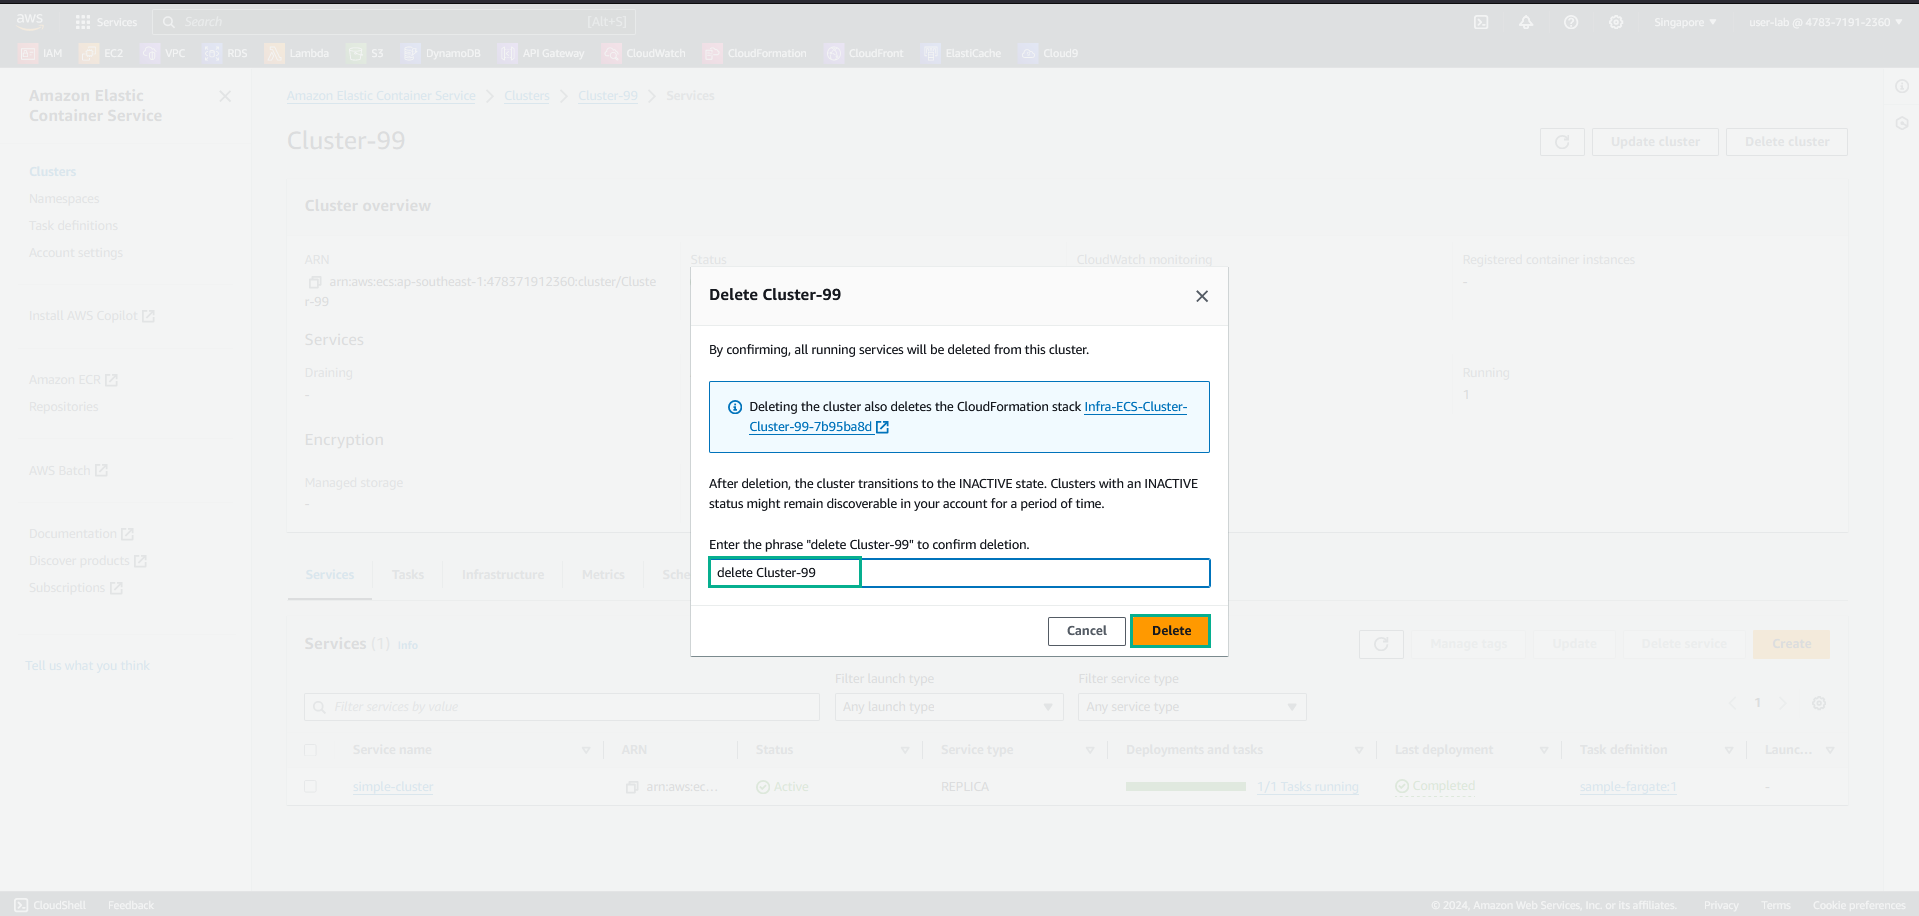 aws
Services
Search
[Alt+S]
Singapore
user-lab @ 4783-7191-2360
IAM
EC2
VPC
RDS
Lambda
S3
DynamoDB
API Gateway
CloudWatch
CloudFormation
CloudFront
ElastiCache
Cloud9
Amazon Elastic
Container Service
Clusters
Namespaces
Task definitions
Account settings
Install AWS Copilot
Amazon ECR
Repositories
AWS Batch
Documentation
Discover products
Subscriptions
Tell us what you think
Amazon Elastic Container Service
Clusters
Cluster-99
Services
Cluster-99
Update cluster
Delete cluster
Cluster overview
ARN
arn:aws:ecs:ap-southeast-1:478371912360:cluster/Cluste
r-99
Status
CloudWatch monitoring
Registered container instances
-
Services
Draining
-
Running
1
Encryption
Managed storage
-
Delete Cluster-99
By confirming, all running services will be deleted from this cluster.
Deleting the cluster also deletes the CloudFormation stack Infra-ECS-Cluster-
Cluster-99-7b95ba8d
After deletion, the cluster transitions to the INACTIVE state. Clusters with an INACTIVE
status might remain discoverable in your account for a period of time.
Enter the phrase "delete Cluster-99" to confirm deletion.
delete Cluster-99
Cancel
Delete
Services
Tasks
Infrastructure
Metrics
Sche
Services (1) Info
Manage tags
Update
Delete service
Create
Filter launch type
Filter service type
Filter services by value
Any launch type
Any service type
1
Service name
ARN
Status
Service type
Deployments and tasks
Last deployment
Task definition
Launc...
simple-cluster
arn:aws:ec...
Active
REPLICA
1/1 Tasks running
Completed
sample-fargate:1
-
CloudShell
Feedback
© 2024, Amazon Web Services, Inc. or its affiliates.
Privacy
Terms
Cookie preferences